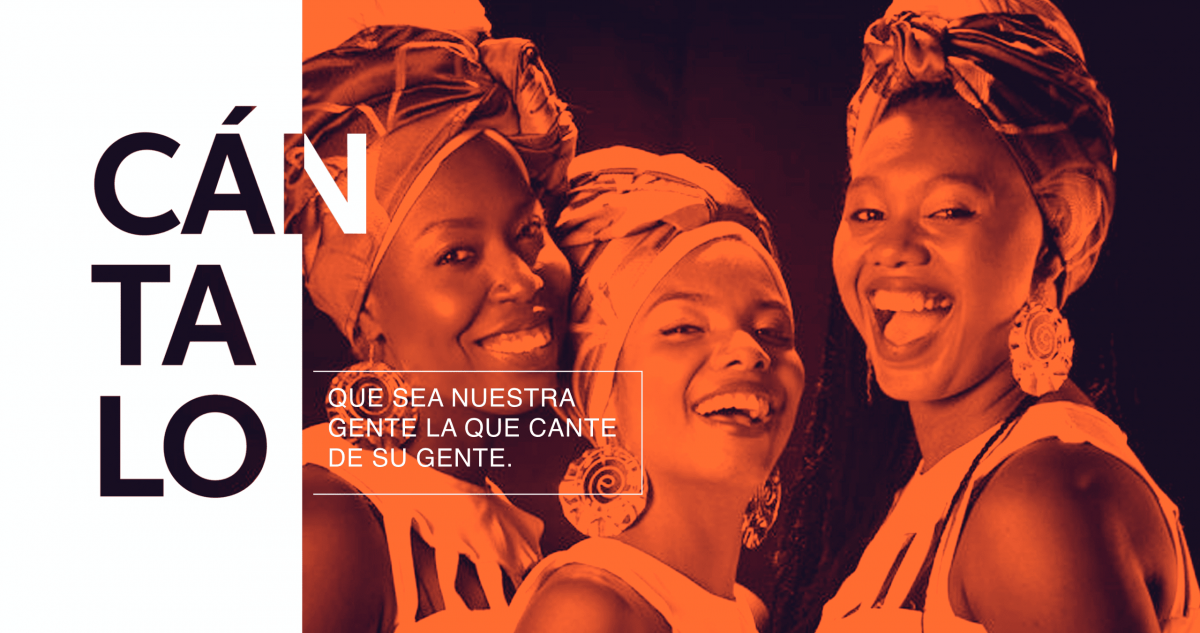 CÁN
TA
LO
QUE SEA NUESTRA
GENTE LA QUE CANTE
DE SU GENTE.